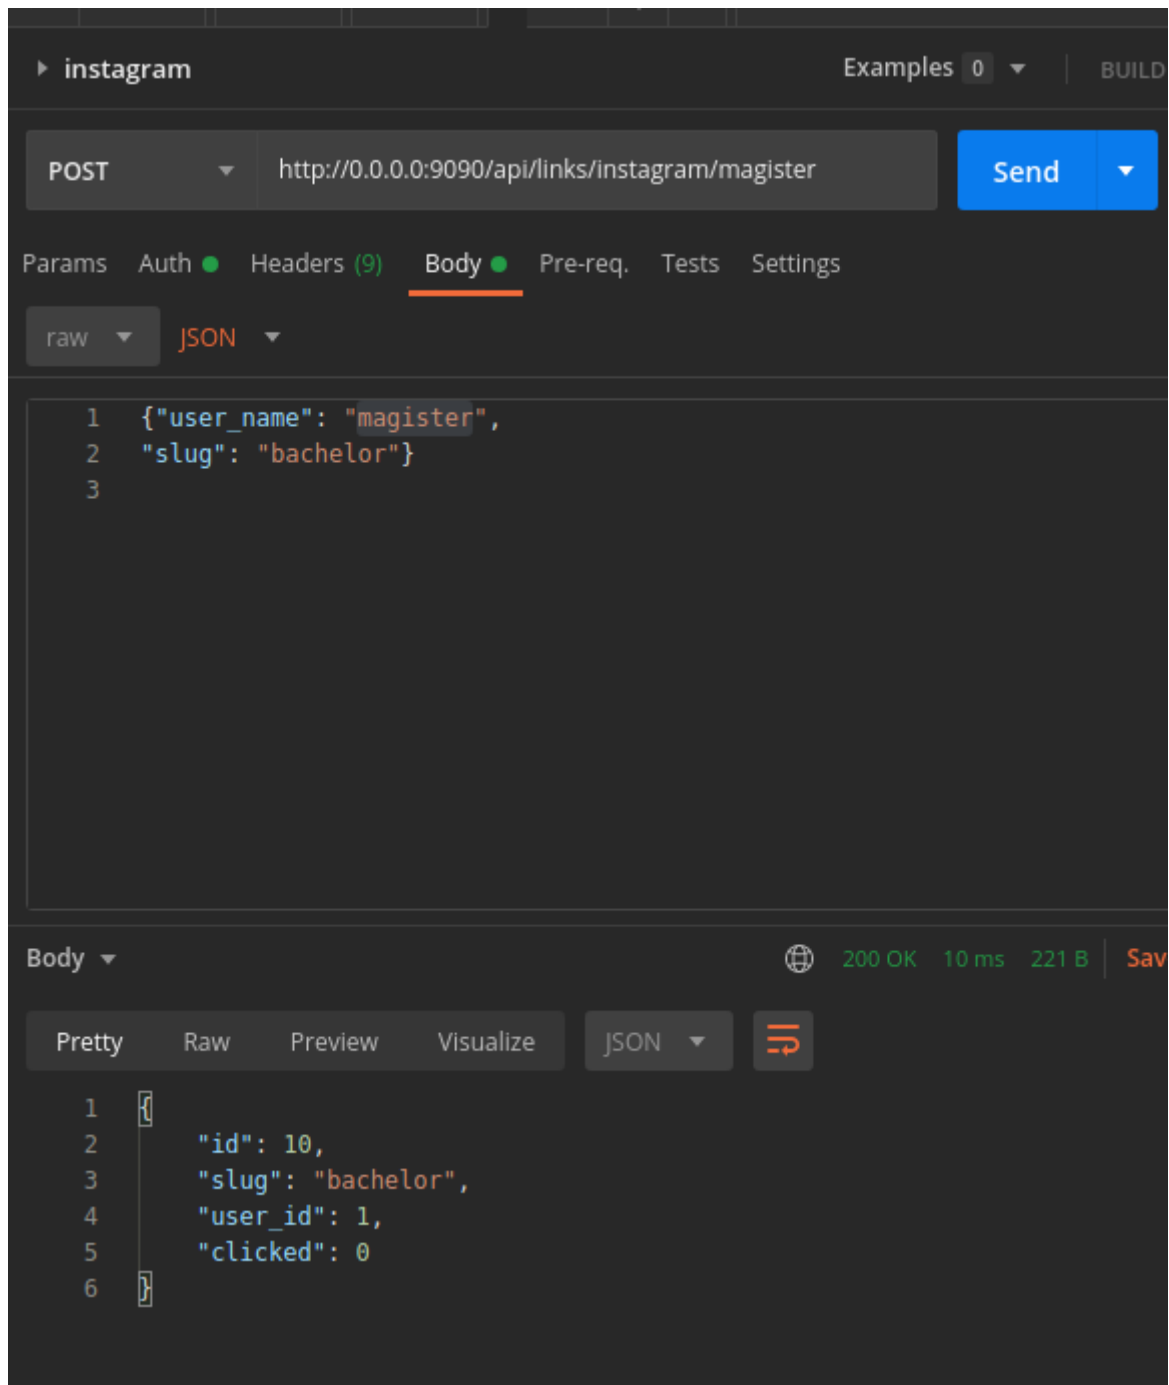 instagram Examples 0 BUILD
POST http://0.0.0.0:9090/api/links/instagram/magister Send
Params Auth Headers (9) Body Pre-req. Tests Settings
raw JSON
1 {"user_name": "magister",
2 "slug": "bachelor"}
3
Body 200 OK 10 ms 221 B Sav
Pretty Raw Preview Visualize JSON
1 {
2 "id": 10,
3 "slug": "bachelor",
4 "user_id": 1,
5 "clicked": 0
6 }